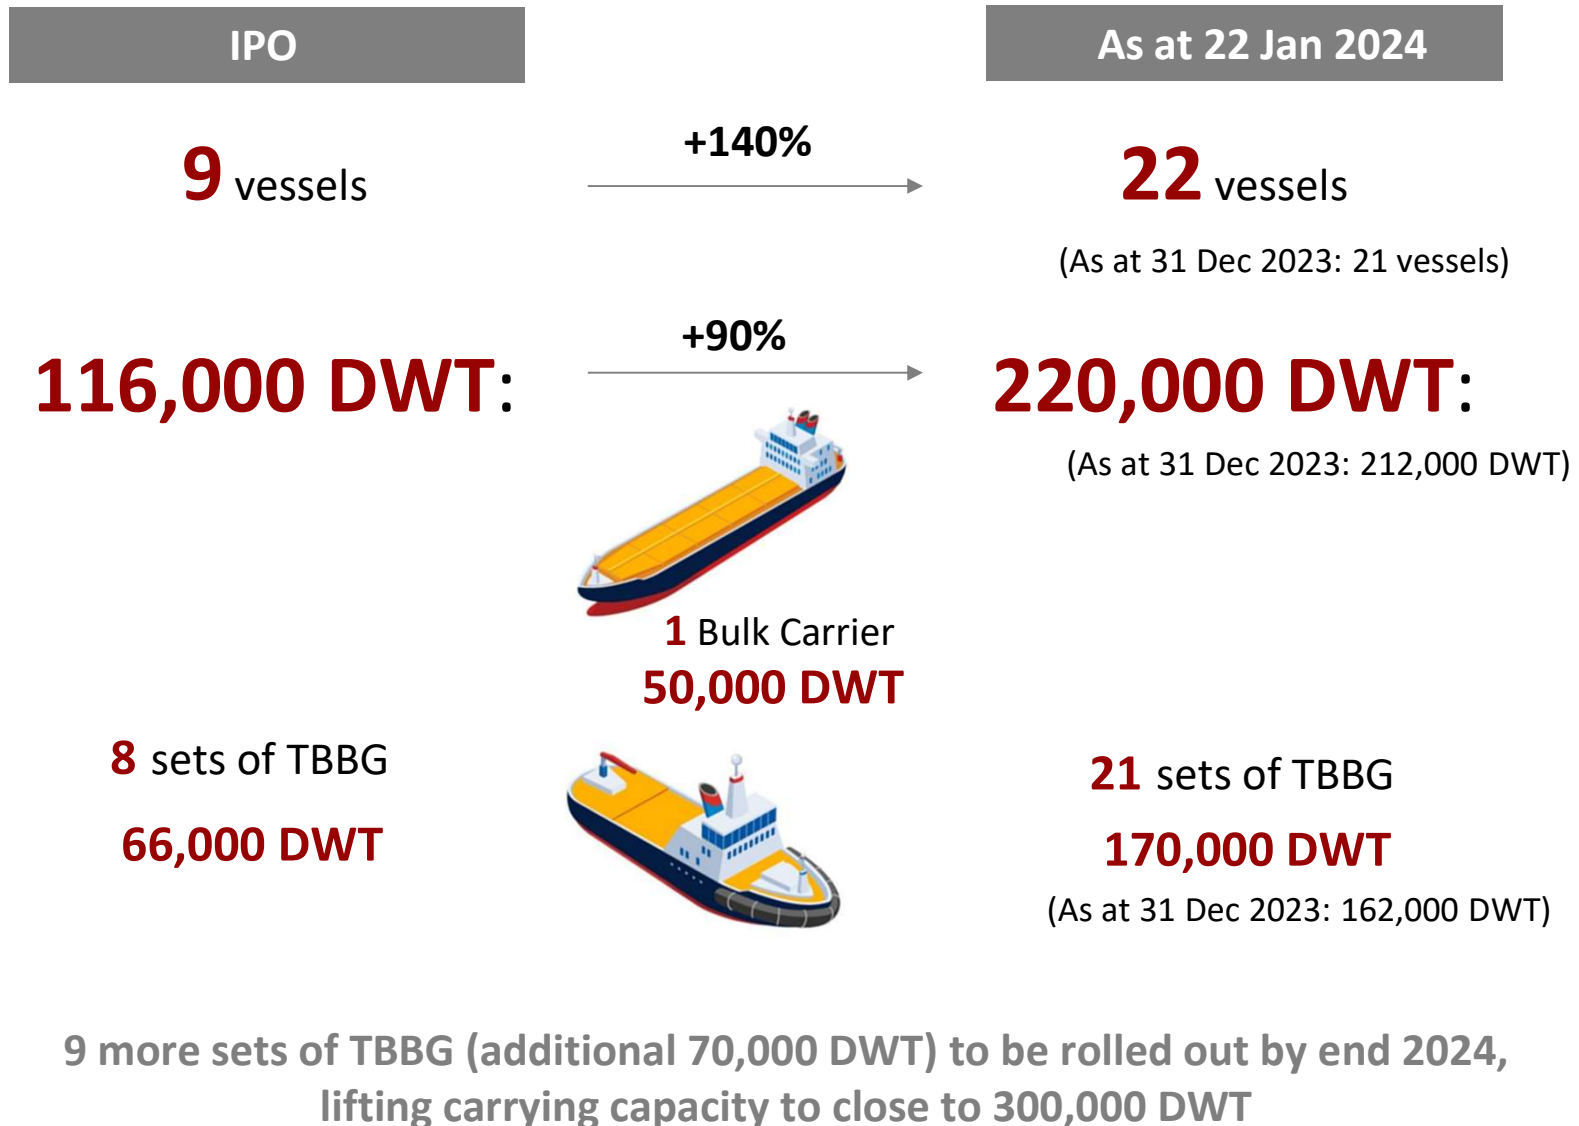 IPO
As at 22 Jan 2024
9 vessels
+140%
22 vessels
(As at 31 Dec 2023: 21 vessels)
116,000 DWT:
+90%
220,000 DWT:
(As at 31 Dec 2023: 212,000 DWT)
1 Bulk Carrier
50,000 DWT
8 sets of TBBG
66,000 DWT
21 sets of TBBG
170,000 DWT
(As at 31 Dec 2023: 162,000 DWT)
9 more sets of TBBG (additional 70,000 DWT) to be rolled out by end 2024,
lifting carrying capacity to close to 300,000 DWT